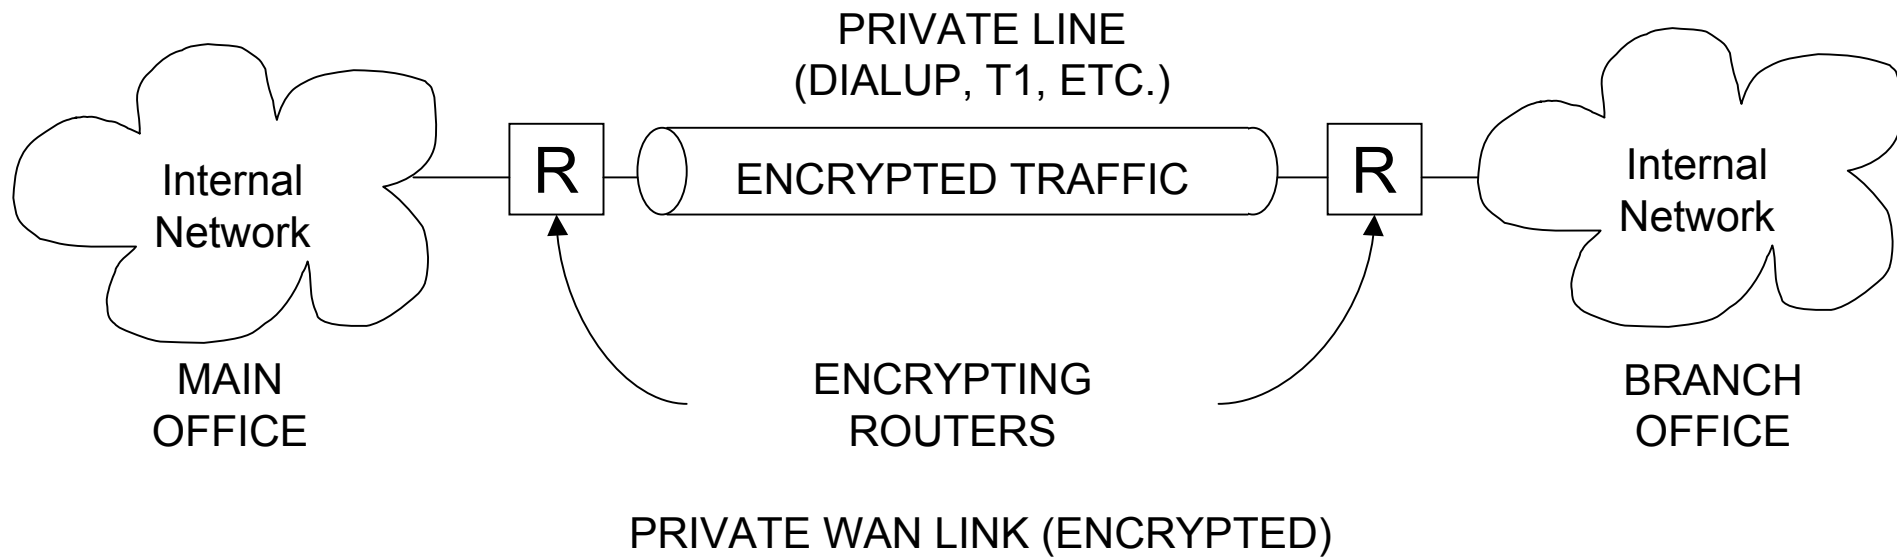 PRIVATE LINE
(DIALUP, T1, ETC.)
Internal
Network
R
ENCRYPTED TRAFFIC
R
Internal
Network
MAIN
OFFICE
ENCRYPTING
ROUTERS
BRANCH
OFFICE
PRIVATE WAN LINK (ENCRYPTED)